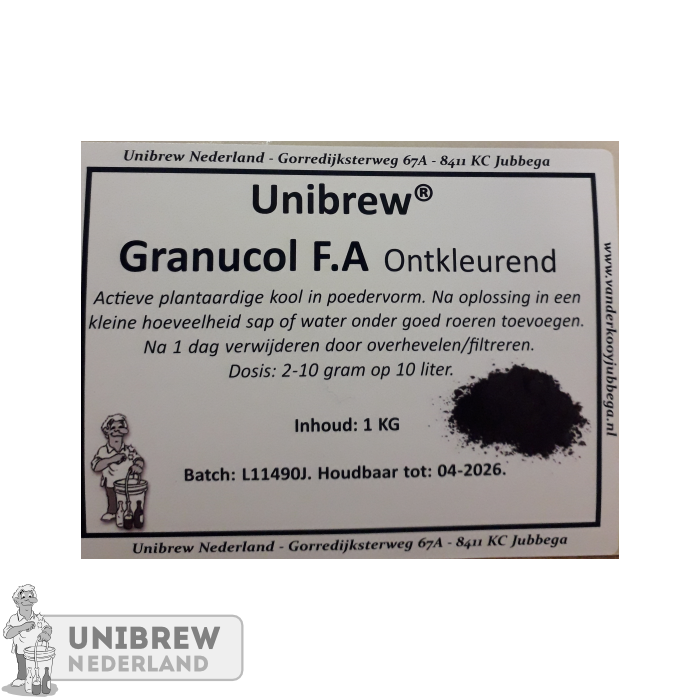 Unibrew Nederland - Gorredijksterweg 67A - 8411 KC Jubbega
Unibrew®
Granucol F.A Ontkleurend
Actieve plantaardige kool in poedervorm. Na oplossing in een
kleine hoeveelheid sap of water onder goed roeren toevoegen.
Na 1 dag verwijderen door overhevelen/filtreren.
Dosis: 2-10 gram op 10 liter.
Inhoud: 1 KG
Batch: L11490J. Houdbaar tot: 04-2026.
www.vanderkooyjubbega.nl
Unibrew Nederland - Gorredijksterweg 67A - 8411 KC Jubbega
UNIBREW
NEDERLAND